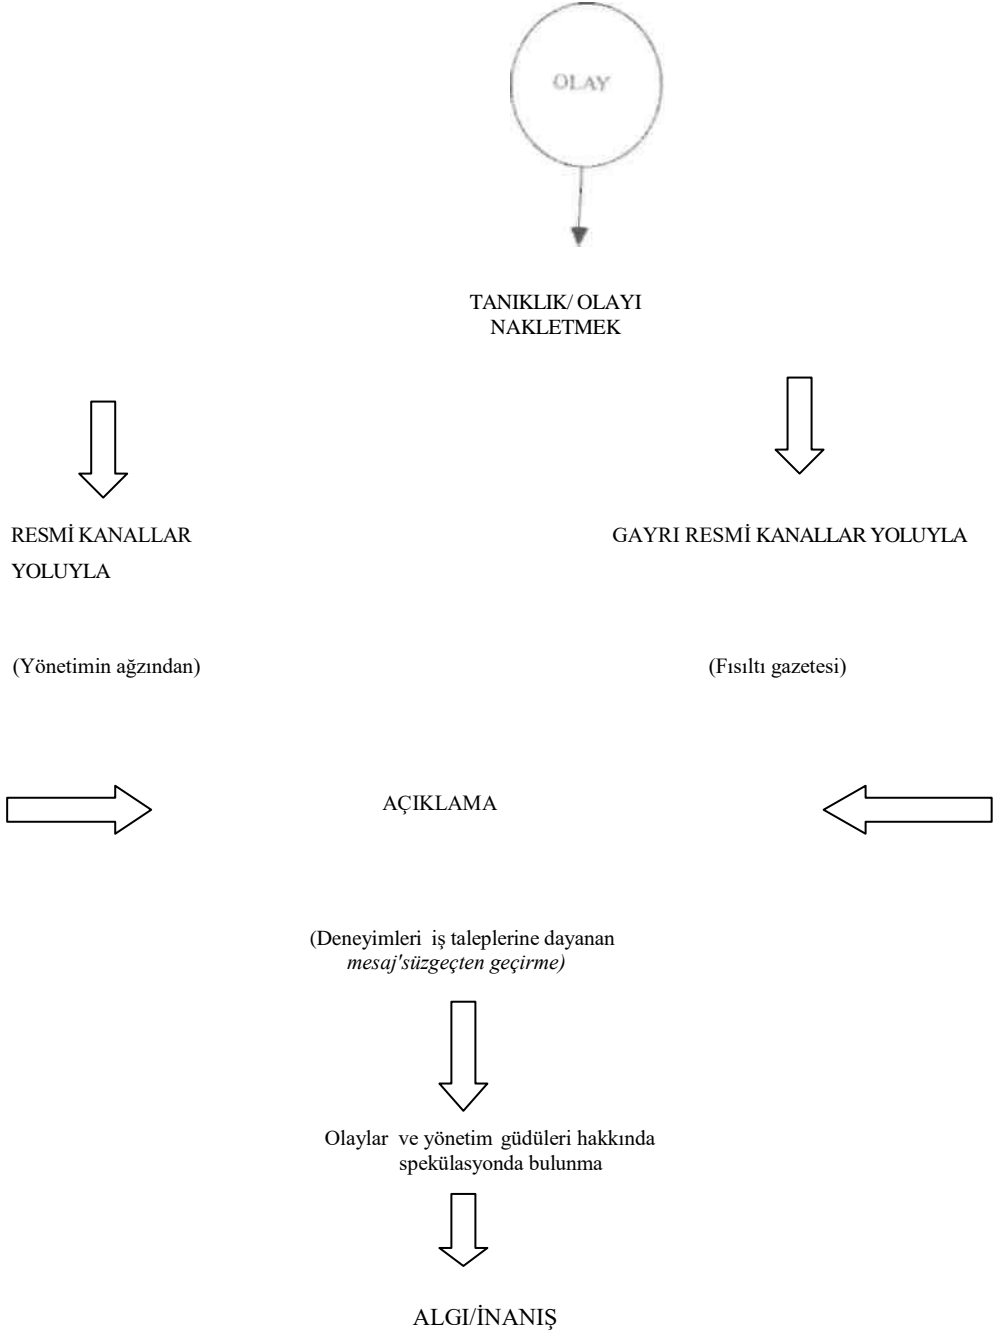 OLAY
TANIKLIK/ OLAYI
NAKLETMEK
RESMİ KANALLAR
YOLUYLA
GAYRI RESMİ KANALLAR YOLUYLA
(Yönetimin ağzından)
(Fısıltı gazetesi)
AÇIKLAMA
(Deneyimleri iş taleplerine dayanan
mesaj'süzgeçten geçirme)
Olaylar ve yönetim güdüleri hakkında
spekülasyonda bulunma
ALGI/İNANIŞ